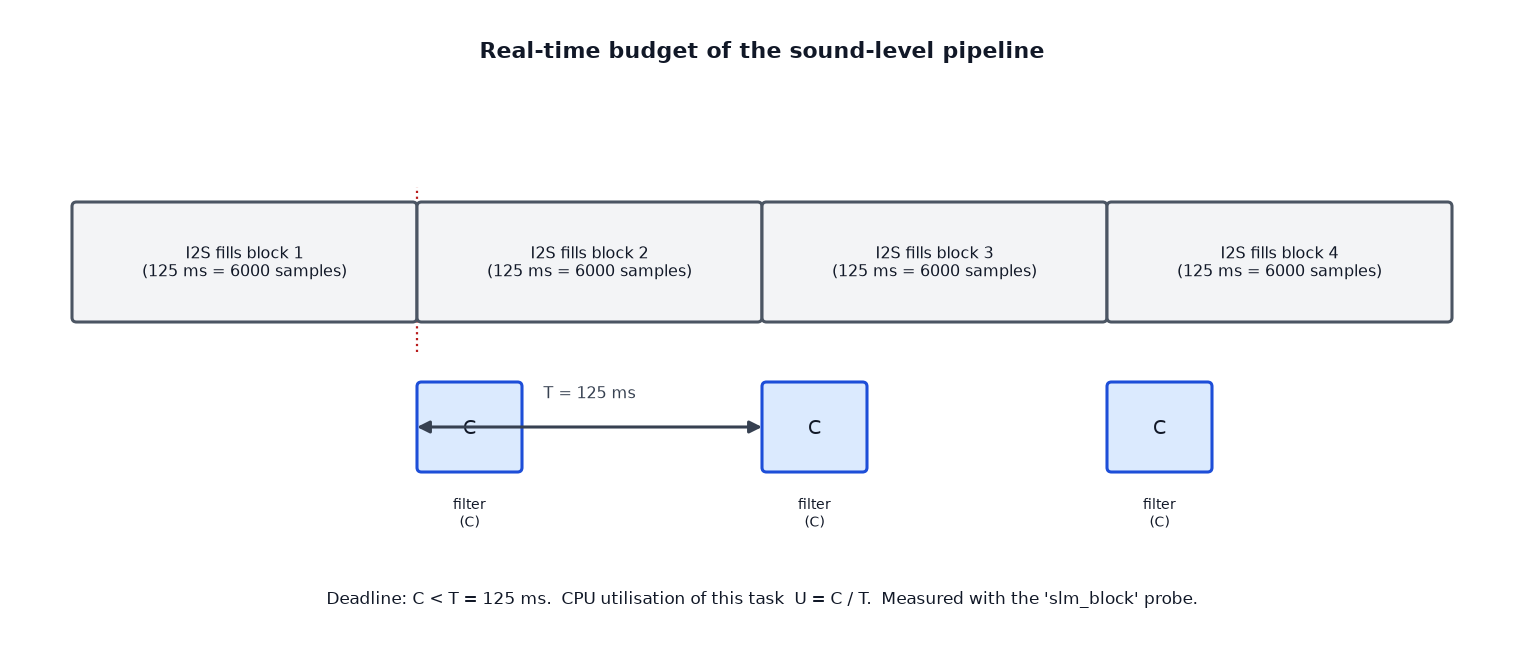 Real-time budget of the sound-level pipeline
I2S fills block 1
(125 ms = 6000 samples)
I2S fills block 2
(125 ms = 6000 samples)
I2S fills block 3
(125 ms = 6000 samples)
I2S fills block 4
(125 ms = 6000 samples)
T = 125 ms
C
C
C
filter
(C)
filter
(C)
filter
(C)
Deadline: C < T = 125 ms.  CPU utilisation of this task  U = C / T.  Measured with the 'slm_block' probe.